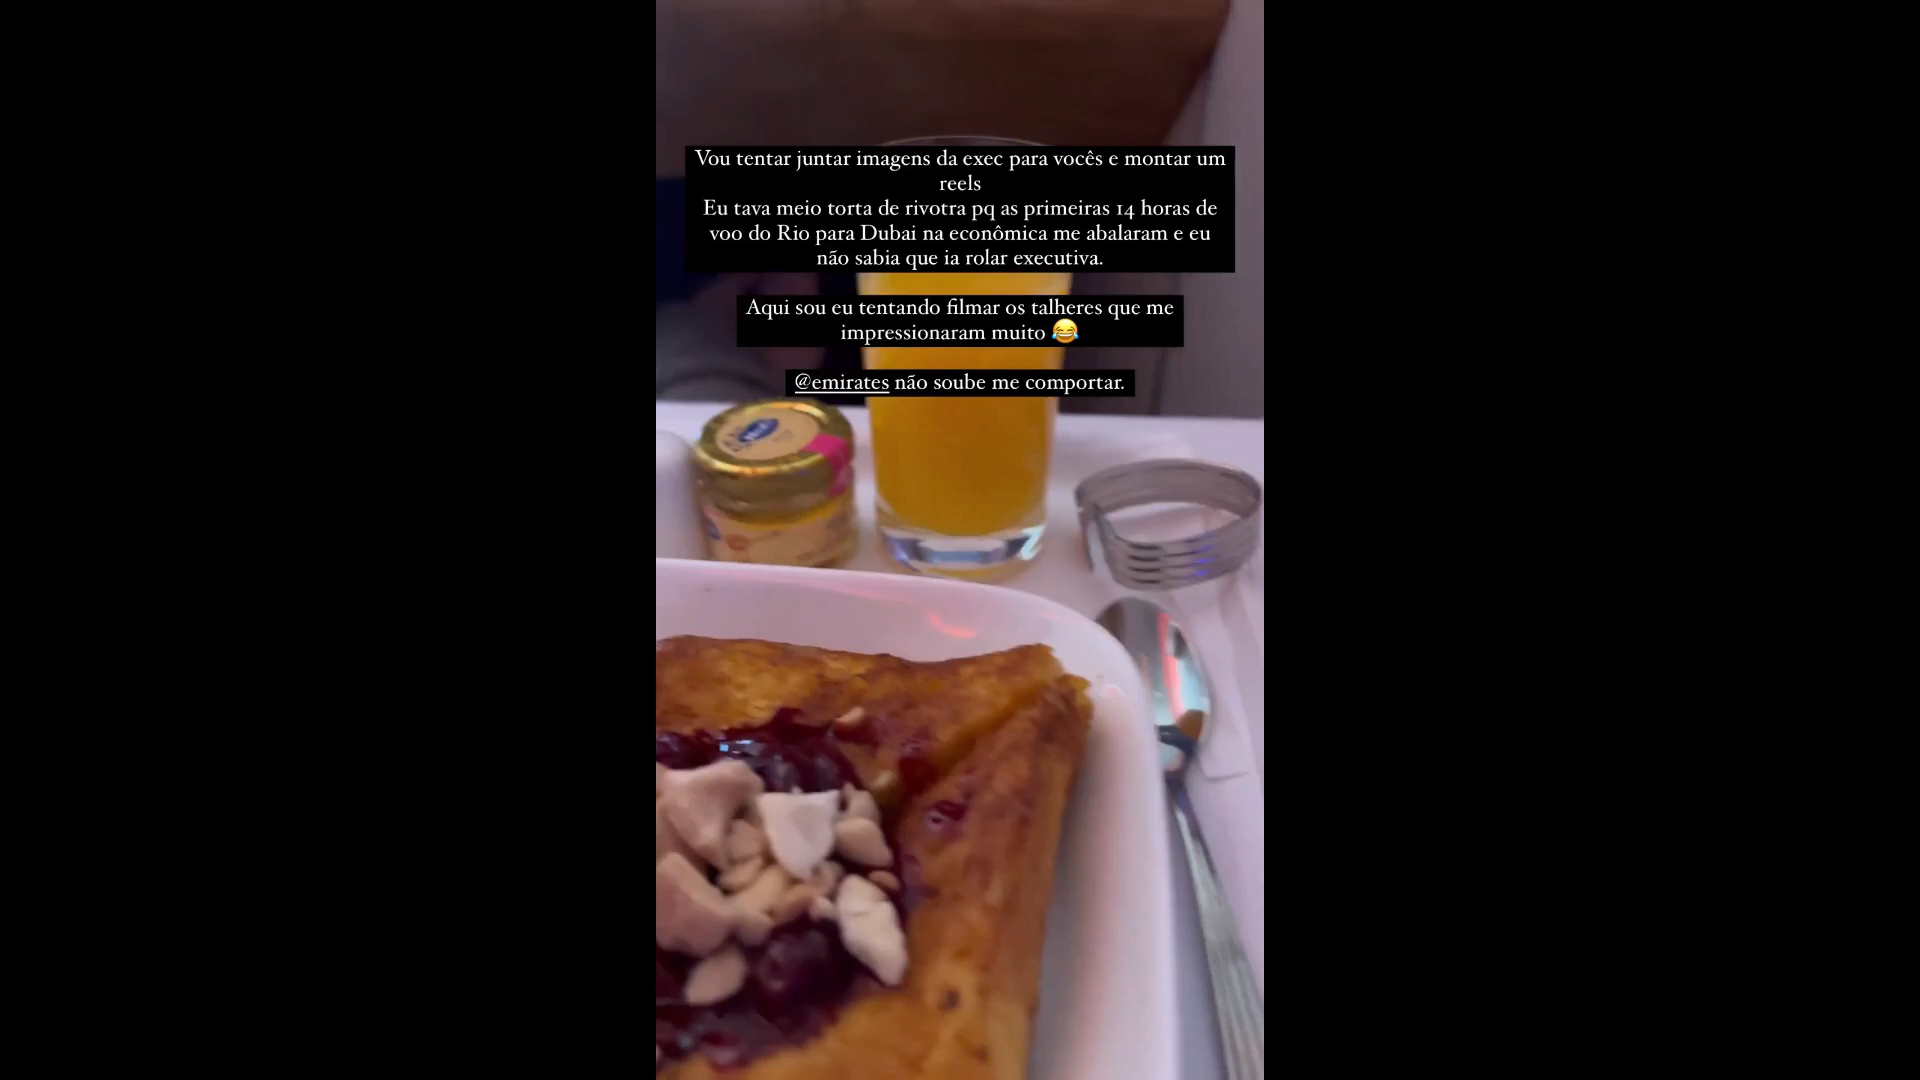 Vou tentar juntar imagens da exec para vocês e montar um
reels
Eu tava meio torta de rivotra pq as primeiras 14 horas de
voo do Rio para Dubai na econômica me abalaram e eu
não sabia que ia rolar executiva.
Aqui sou eu tentando filmar os talheres que me
impressionaram muito 😂
@emirates não soube me comportar.